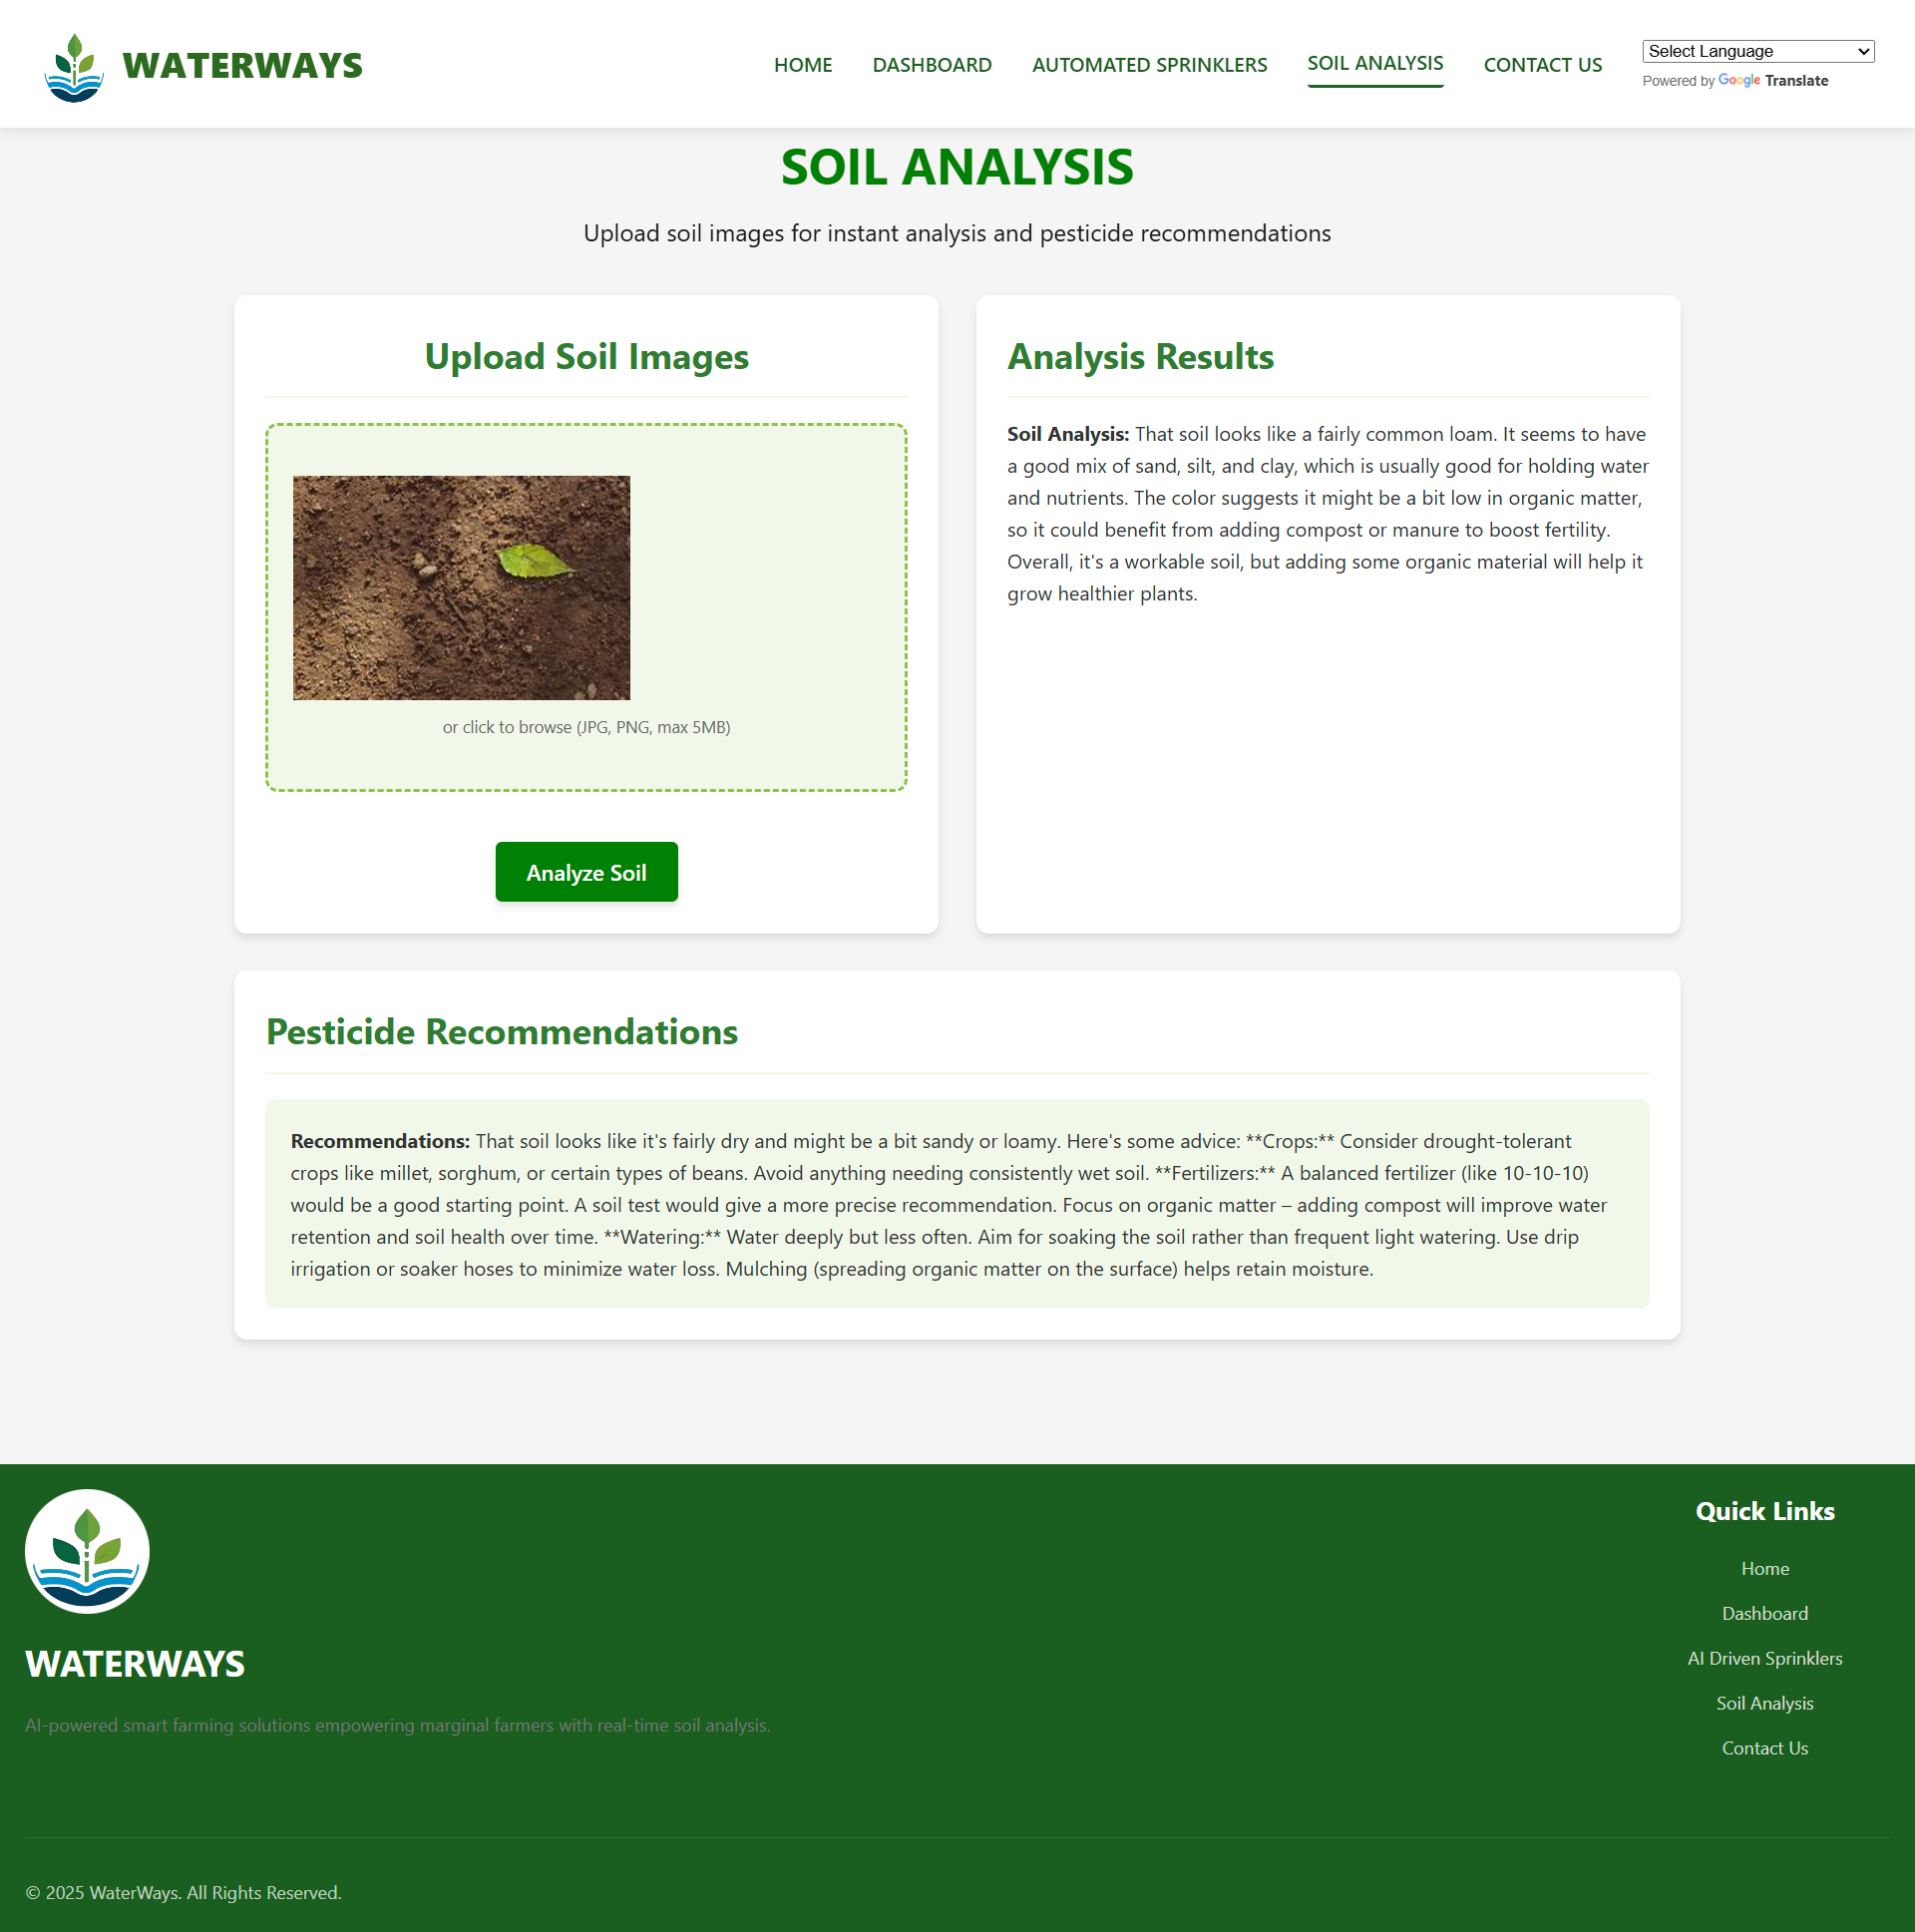 WATERWAYS
HOME
DASHBOARD
AUTOMATED SPRINKLERS
SOIL ANALYSIS
CONTACT US
Select Language
Powered by Google Translate
SOIL ANALYSIS
Upload soil images for instant analysis and pesticide recommendations
Upload Soil Images
or click to browse (JPG, PNG, max 5MB)
Analyze Soil
Analysis Results
Soil Analysis: That soil looks like a fairly common loam. It seems to have
a good mix of sand, silt, and clay, which is usually good for holding water
and nutrients. The color suggests it might be a bit low in organic matter,
so it could benefit from adding compost or manure to boost fertility.
Overall, it's a workable soil, but adding some organic material will help it
grow healthier plants.
Pesticide Recommendations
Recommendations: That soil looks like it's fairly dry and might be a bit sandy or loamy. Here's some advice: **Crops:** Consider drought-tolerant
crops like millet, sorghum, or certain types of beans. Avoid anything needing consistently wet soil. **Fertilizers:** A balanced fertilizer (like 10-10-10)
would be a good starting point. A soil test would give a more precise recommendation. Focus on organic matter – adding compost will improve water
retention and soil health over time. **Watering:** Water deeply but less often. Aim for soaking the soil rather than frequent light watering. Use drip
irrigation or soaker hoses to minimize water loss. Mulching (spreading organic matter on the surface) helps retain moisture.
WATERWAYS
AI-powered smart farming solutions empowering marginal farmers with real-time soil analysis.
Quick Links
Home
Dashboard
AI Driven Sprinklers
Soil Analysis
Contact Us
© 2025 WaterWays. All Rights Reserved.